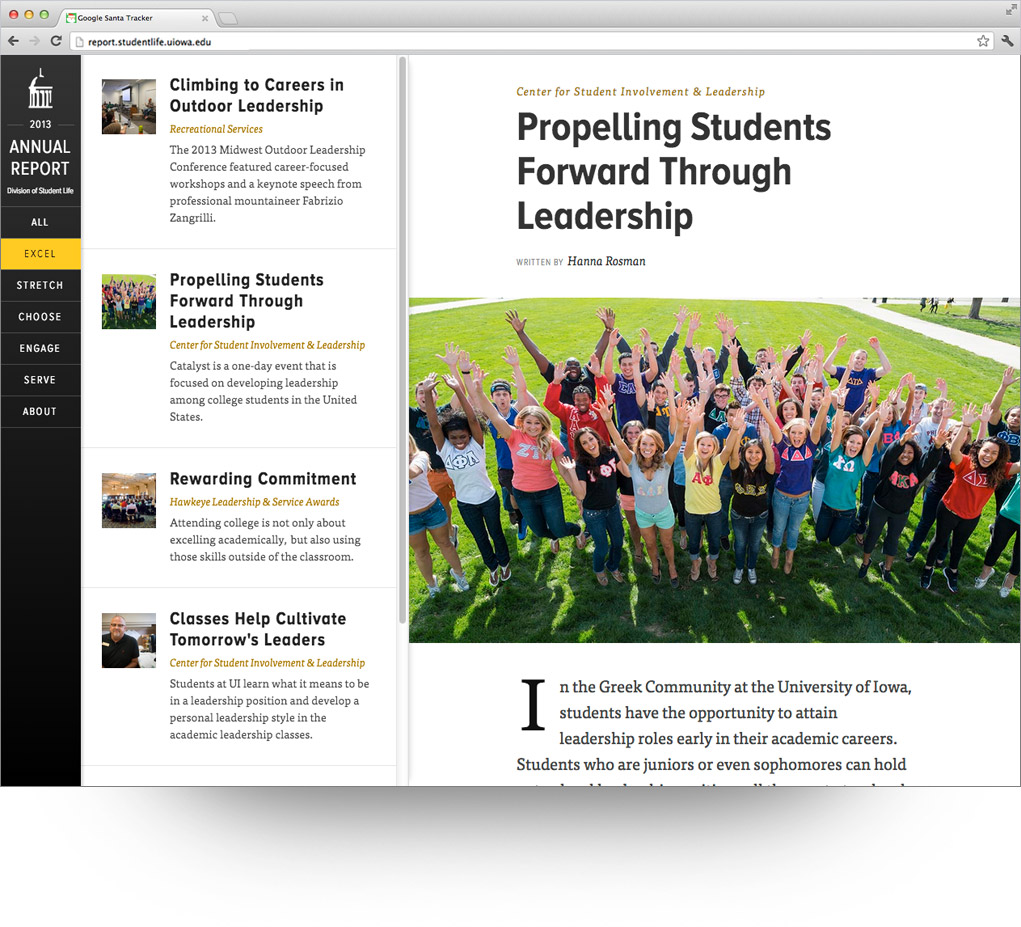 Google Santa Tracker
report.studentlife.uiowa.edu
2013
ANNUAL
REPORT
Division of Student Life
ALL
EXCEL
STRETCH
CHOOSE
ENGAGE
SERVE
ABOUT
Climbing to Careers in
Outdoor Leadership
Recreational Services
The 2013 Midwest Outdoor Leadership
Conference featured career-focused
workshops and a keynote speech from
professional mountaineer Fabrizio
Zangrilli.
Propelling Students
Forward Through
Leadership
Center for Student Involvement & Leadership
Catalyst is a one-day event that is
focused on developing leadership
among college students in the United
States.
Rewarding Commitment
Hawkeye Leadership & Service Awards
Attending college is not only about
excelling academically, but also using
those skills outside of the classroom.
Classes Help Cultivate
Tomorrow's Leaders
Center for Student Involvement & Leadership
Students at UI learn what it means to be
in a leadership position and develop a
personal leadership style in the
academic leadership classes.
Center for Student Involvement & Leadership
Propelling Students
Forward Through
Leadership
WRITTEN BY Hanna Rosman
ΑΦ
ΔΔΔ
ΧΩ
ΑΚΑ
In the Greek Community at the University of Iowa,
students have the opportunity to attain
leadership roles early in their academic careers.
Students who are juniors or even sophomores can hold